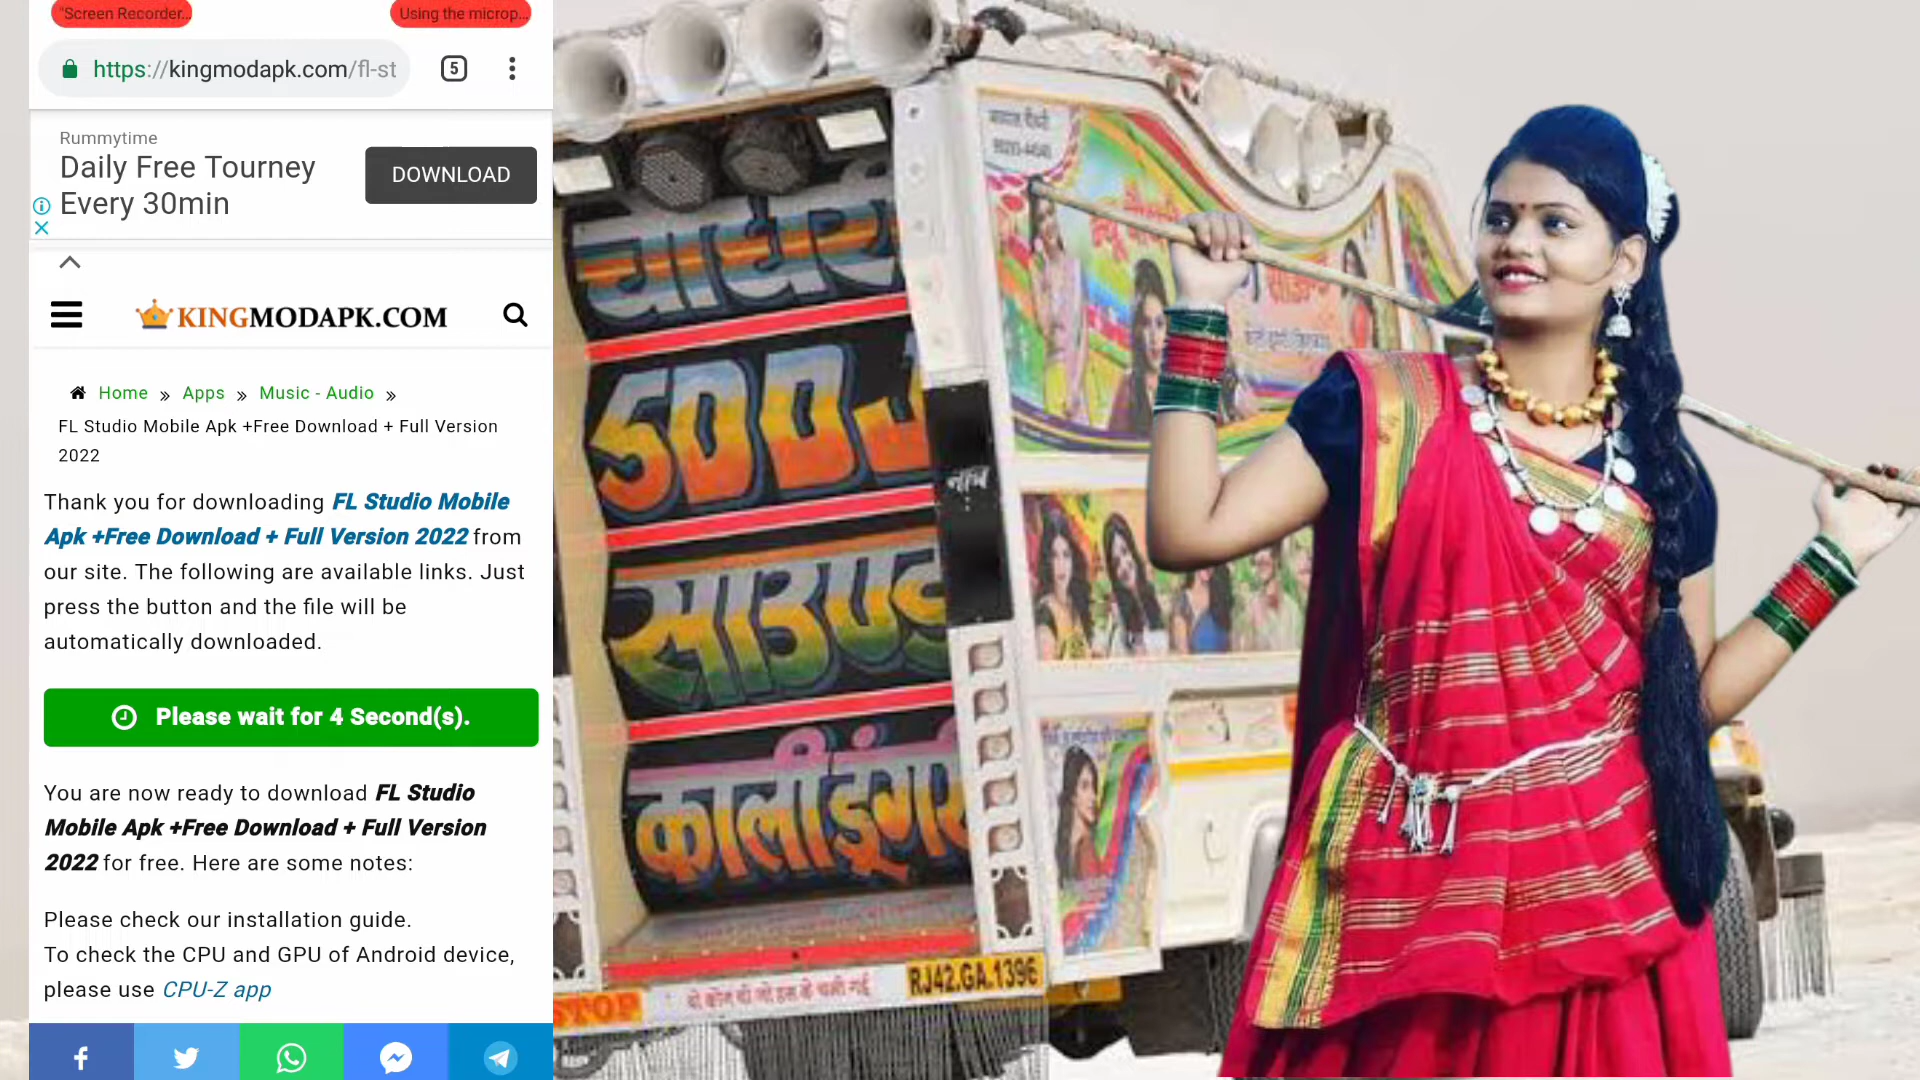 "Screen Recorder...
Using the microp...
https://kingmodapk.com/fl-st
5
Rummytime
Daily Free Tourney
Every 30min
DOWNLOAD
KINGMODAPK.COM
Home » Apps » Music - Audio »
FL Studio Mobile Apk +Free Download + Full Version
2022
Thank you for downloading FL Studio Mobile
Apk +Free Download + Full Version 2022 from
our site. The following are available links. Just
press the button and the file will be
automatically downloaded.
Please wait for 4 Second(s).
You are now ready to download FL Studio
Mobile Apk +Free Download + Full Version
2022 for free. Here are some notes:
Please check our installation guide.
To check the CPU and GPU of Android device,
please use CPU-Z app
चौधरी
साउण्ड
STOP
RJ42.GA.1396